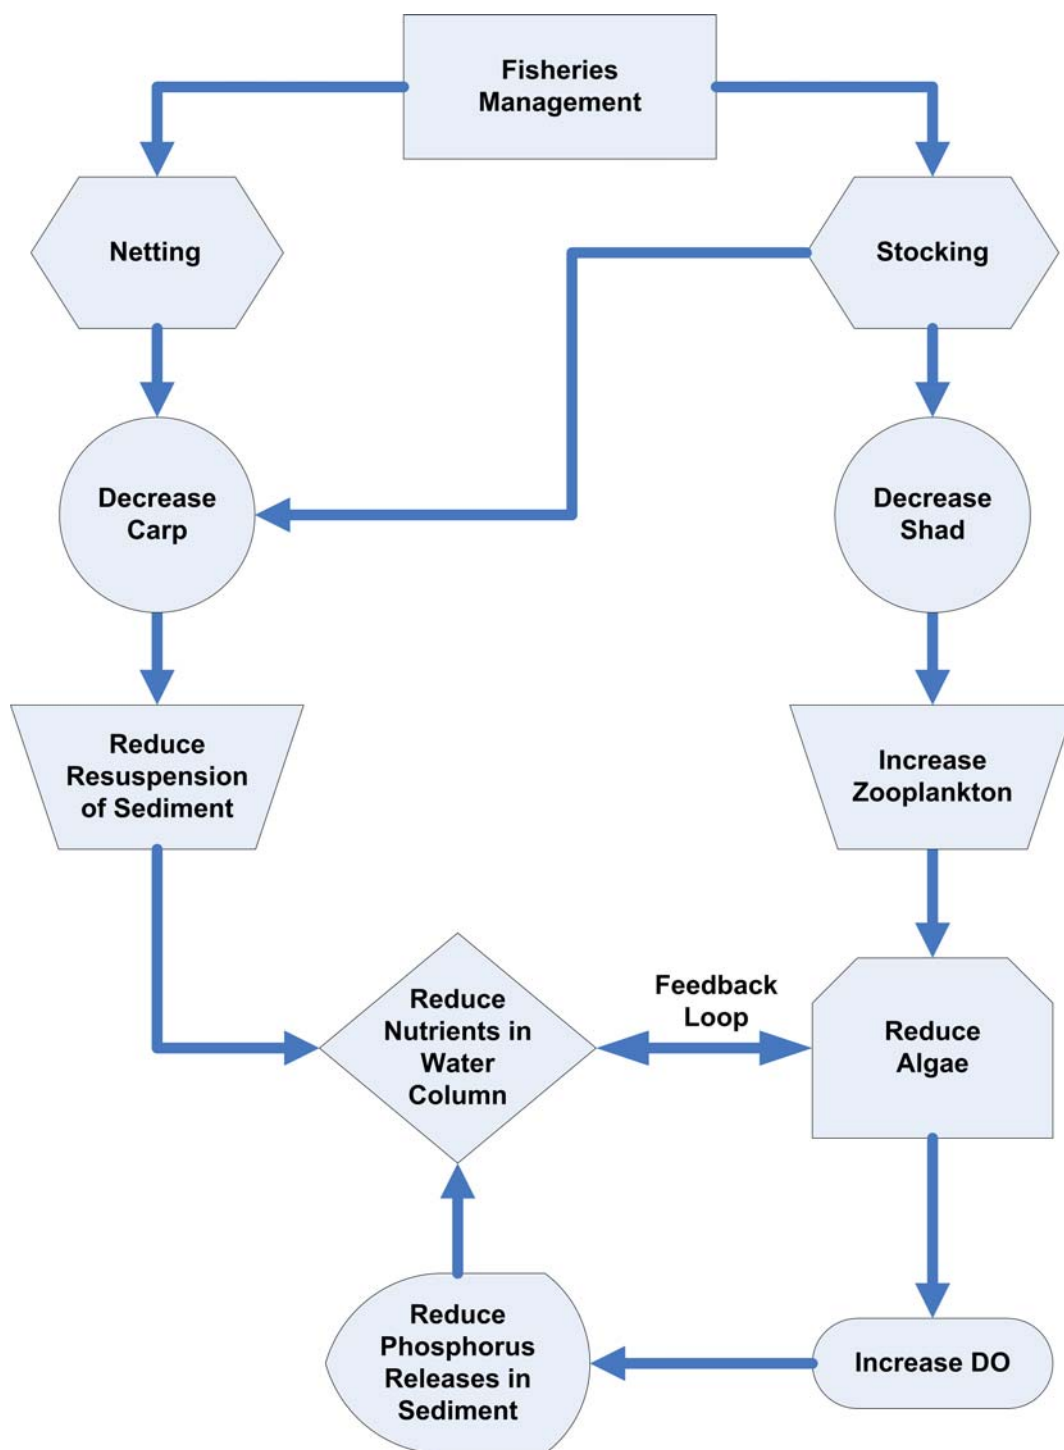 Fisheries
Management
Netting
Stocking
Decrease
Carp
Decrease
Shad
Reduce
Resuspension
of Sediment
Increase
Zooplankton
Reduce
Nutrients in
Water
Column
Feedback
Loop
Reduce
Algae
Reduce
Phosphorus
Releases in
Sediment
Increase DO